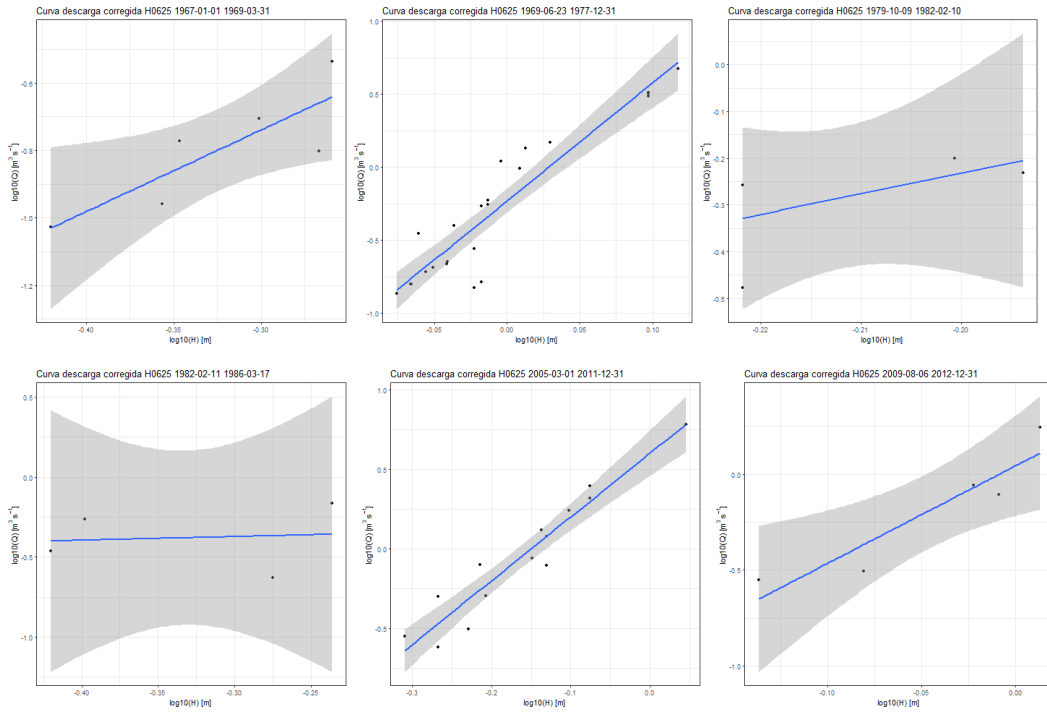 Curva descarga corregida H0625 1967-01-01 1969-03-31
-0.6
-0.8
-1.0
-1.2
log10(Q) [m³ s⁻¹]
-0.40
-0.35
-0.30
log10(H) [m]
Curva descarga corregida H0625 1969-06-23 1977-12-31
1.0
0.5
0.0
-0.5
-1.0
log10(Q) [m³ s⁻¹]
-0.05
0.00
0.05
0.10
log10(H) [m]
Curva descarga corregida H0625 1979-10-09 1982-02-10
0.0
-0.1
-0.2
-0.3
-0.4
-0.5
log10(Q) [m³ s⁻¹]
-0.22
-0.21
-0.20
log10(H) [m]
Curva descarga corregida H0625 1982-02-11 1986-03-17
0.5
0.0
-0.5
-1.0
log10(Q) [m³ s⁻¹]
-0.40
-0.35
-0.30
-0.25
log10(H) [m]
Curva descarga corregida H0625 2005-03-01 2011-12-31
1.0
0.5
0.0
-0.5
log10(Q) [m³ s⁻¹]
-0.3
-0.2
-0.1
0.0
log10(H) [m]
Curva descarga corregida H0625 2009-08-06 2012-12-31
0.0
-0.5
-1.0
log10(Q) [m³ s⁻¹]
-0.10
-0.05
0.00
log10(H) [m]